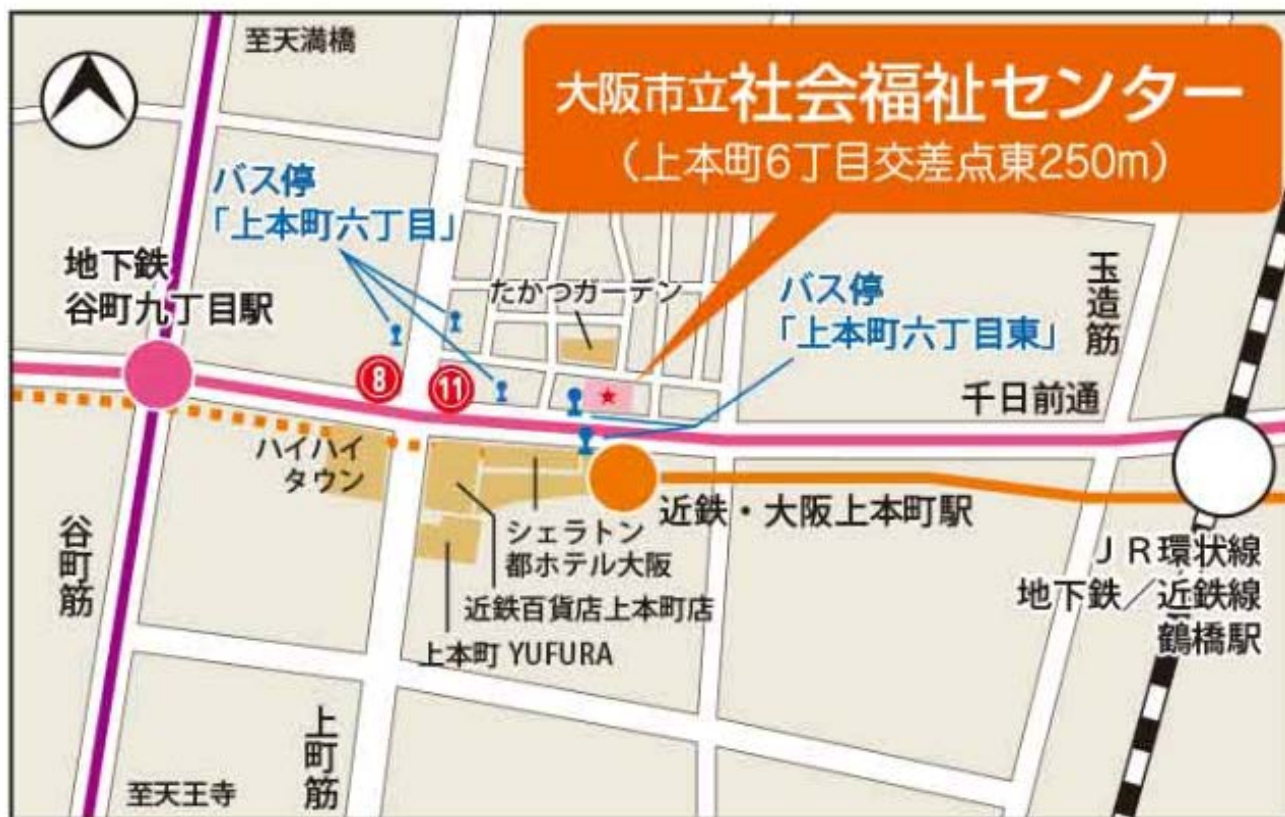 至天満橋
大阪市立社会福祉センター
（上本町6丁目交差点東250m）
バス停
「上本町六丁目」
地下鉄
谷町九丁目駅
たかつガーデン
バス停
「上本町六丁目東」
玉造筋
8
11
千日前通
ハイハイ
タウン
近鉄・大阪上本町駅
シェラトン
都ホテル大阪
近鉄百貨店上本町店
上本町 YUFURA
ＪＲ環状線
地下鉄／近鉄線
鶴橋駅
谷町筋
上町筋
至天王寺